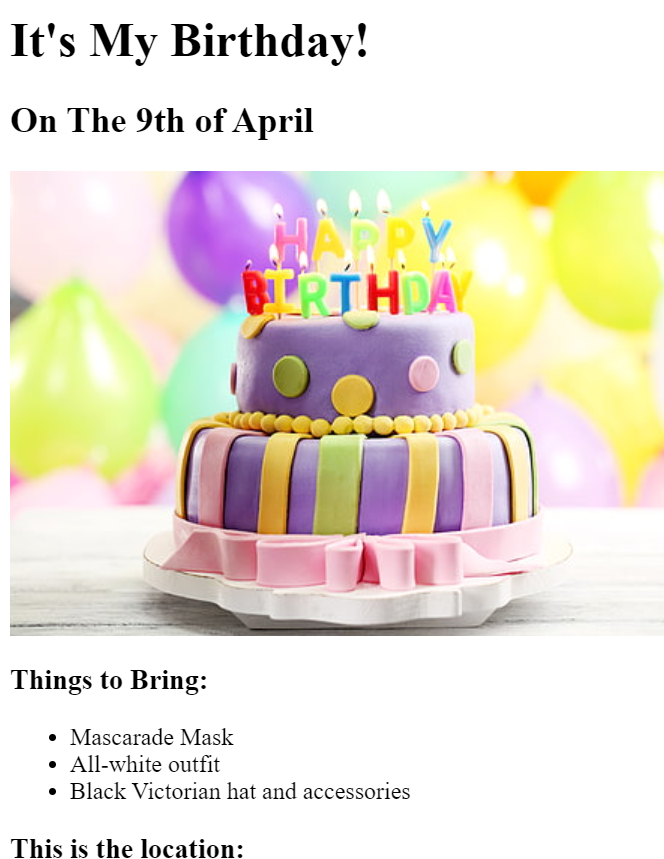 It's My Birthday!
On The 9th of April
HAPPY
BIRTHDAY
Things to Bring:
Mascarade Mask
All-white outfit
Black Victorian hat and accessories
This is the location: